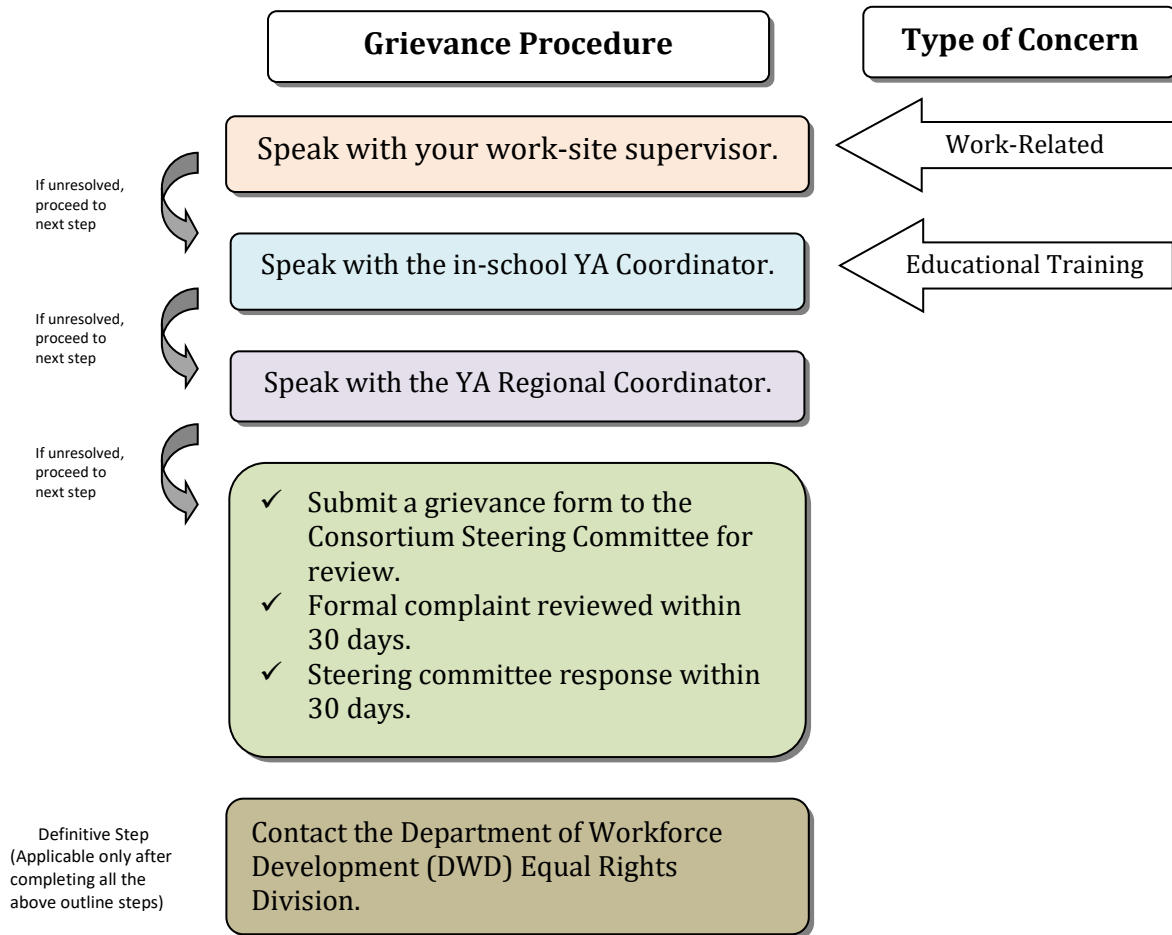 Grievance Procedure
Type of Concern
Speak with your work-site supervisor.
Work-Related
If unresolved,
proceed to
next step
Speak with the in-school YA Coordinator.
Educational Training
If unresolved,
proceed to
next step
Speak with the YA Regional Coordinator.
If unresolved,
proceed to
next step
✓ Submit a grievance form to the
Consortium Steering Committee for
review.
✓ Formal complaint reviewed within
30 days.
✓ Steering committee response within
30 days.
Definitive Step
(Applicable only after
completing all the
above outline steps)
Contact the Department of Workforce
Development (DWD) Equal Rights
Division.